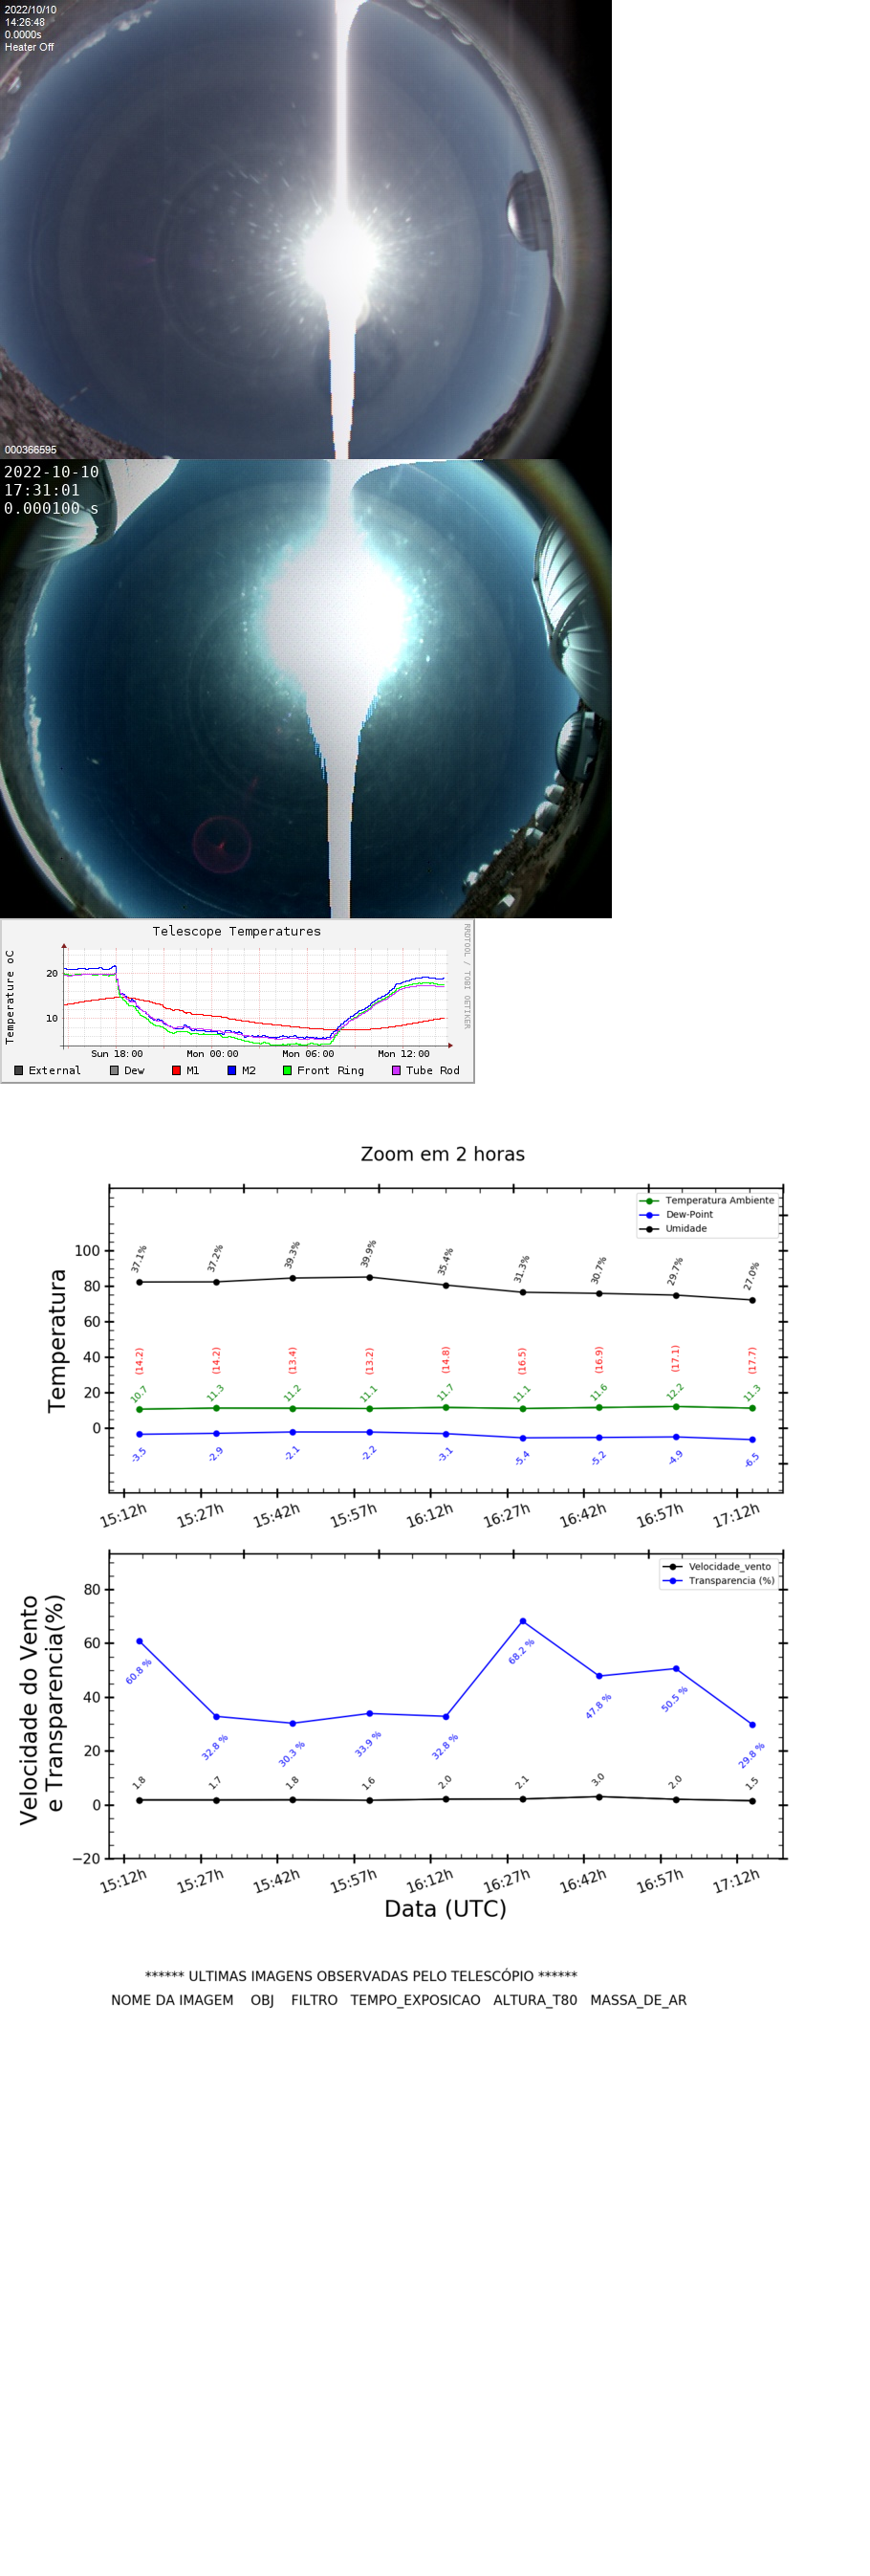 2022/10/10
14:26:48
0.0000s
Heater Off
000366595
2022-10-10
17:31:01
0.000100 s
Telescope Temperatures
RRDTOOL / TOBI OETIKER
Temperature oC
20
10
Sun 18:00 Mon 00:00 Mon 06:00 Mon 12:00
External Dew M1 M2 Front Ring Tube Rod
Zoom em 2 horas
Temperatura Ambiente
Dew-Point
Umidade
Temperatura
100
80
60
40
20
0
37.1% 37.2% 39.3% 39.9% 35.4% 31.3% 30.7% 29.7% 27.0%
(14.2) (14.2) (13.4) (13.2) (14.8) (16.5) (16.9) (17.1) (17.7)
10.7 11.3 11.2 11.1 11.7 11.1 11.6 12.2 11.3
-3.5 -2.9 -2.1 -2.2 -3.1 -5.4 -5.2 -4.9 -6.5
15:12h 15:27h 15:42h 15:57h 16:12h 16:27h 16:42h 16:57h 17:12h
Velocidade_vento
Transparencia (%)
Velocidade do Vento
e Transparencia(%)
80
60
40
20
0
−20
60.8 % 32.8 % 30.3 % 33.9 % 32.8 % 68.2 % 47.8 % 50.5 % 29.8 %
1.8 1.7 1.8 1.6 2.0 2.1 3.0 2.0 1.5
15:12h 15:27h 15:42h 15:57h 16:12h 16:27h 16:42h 16:57h 17:12h
Data (UTC)
****** ULTIMAS IMAGENS OBSERVADAS PELO TELESCÓPIO ******
NOME DA IMAGEM OBJ FILTRO TEMPO_EXPOSICAO ALTURA_T80 MASSA_DE_AR